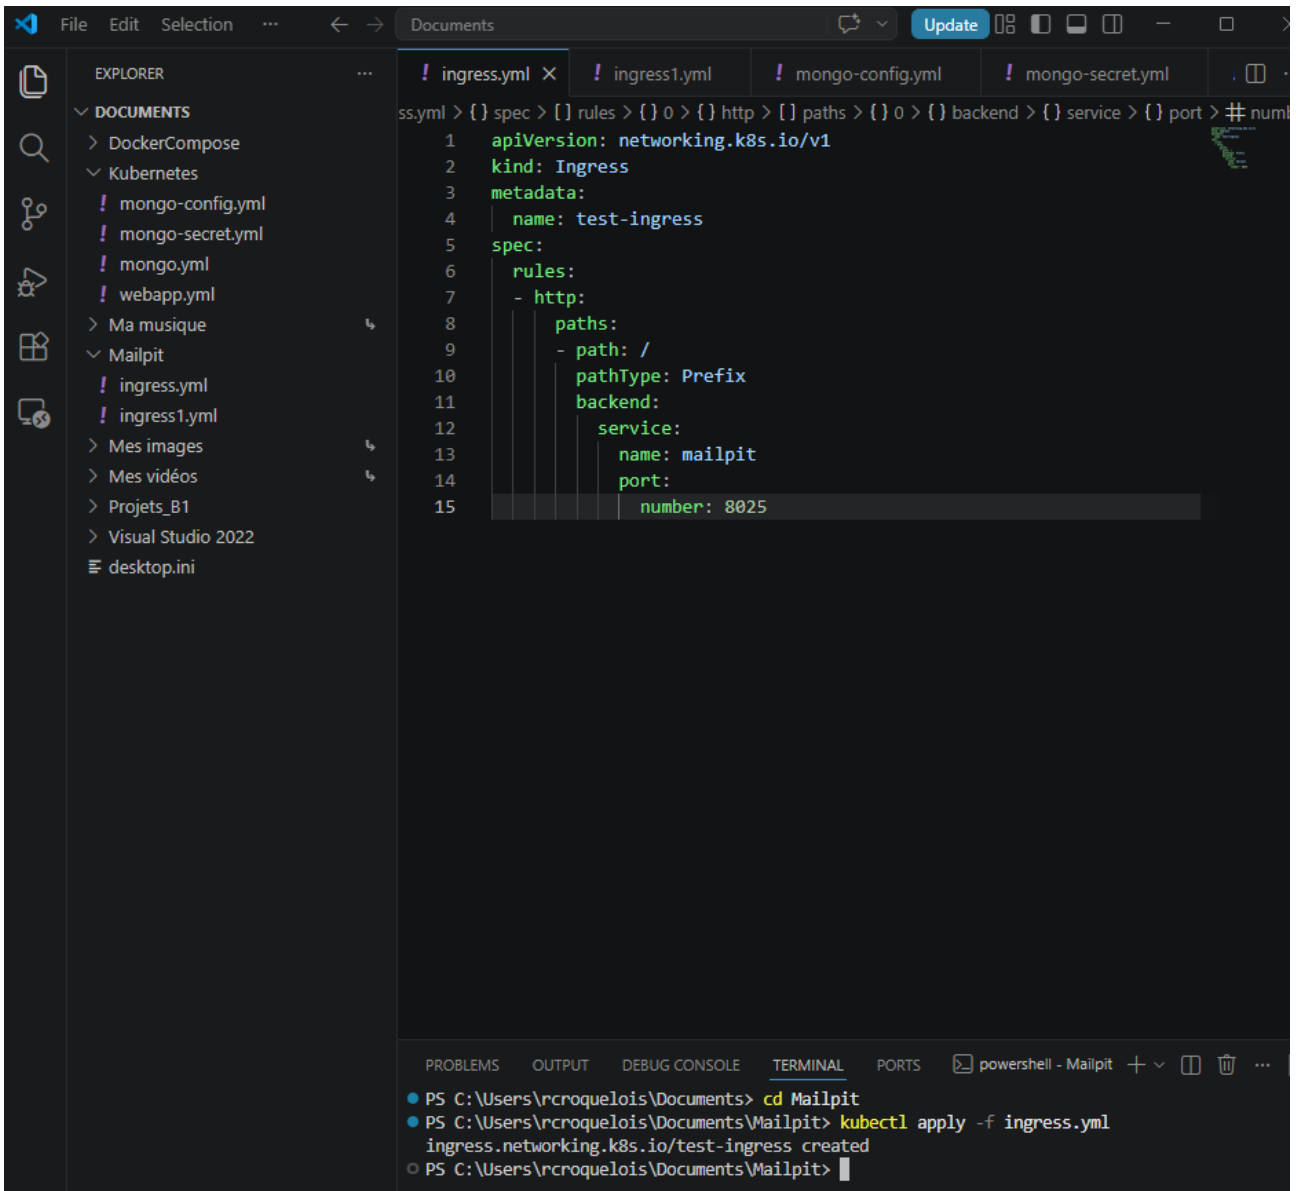 File Edit Selection ··· Documents Update
EXPLORER ···
DOCUMENTS
DockerCompose
Kubernetes
! mongo-config.yml
! mongo-secret.yml
! mongo.yml
! webapp.yml
Ma musique
Mailpit
! ingress.yml
! ingress1.yml
Mes images
Mes vidéos
Projets_B1
Visual Studio 2022
desktop.ini
! ingress.yml ! ingress1.yml ! mongo-config.yml ! mongo-secret.yml
ss.yml > {} spec > [] rules > {} 0 > {} http > [] paths > {} 0 > {} backend > {} service > {} port > # numb
1 apiVersion: networking.k8s.io/v1
2 kind: Ingress
3 metadata:
4   name: test-ingress
5 spec:
6   rules:
7   - http:
8       paths:
9       - path: /
10         pathType: Prefix
11         backend:
12           service:
13             name: mailpit
14             port:
15               number: 8025
PROBLEMS OUTPUT DEBUG CONSOLE TERMINAL PORTS powershell - Mailpit
PS C:\Users\rcroquelois\Documents> cd Mailpit
PS C:\Users\rcroquelois\Documents\Mailpit> kubectl apply -f ingress.yml
ingress.networking.k8s.io/test-ingress created
PS C:\Users\rcroquelois\Documents\Mailpit>